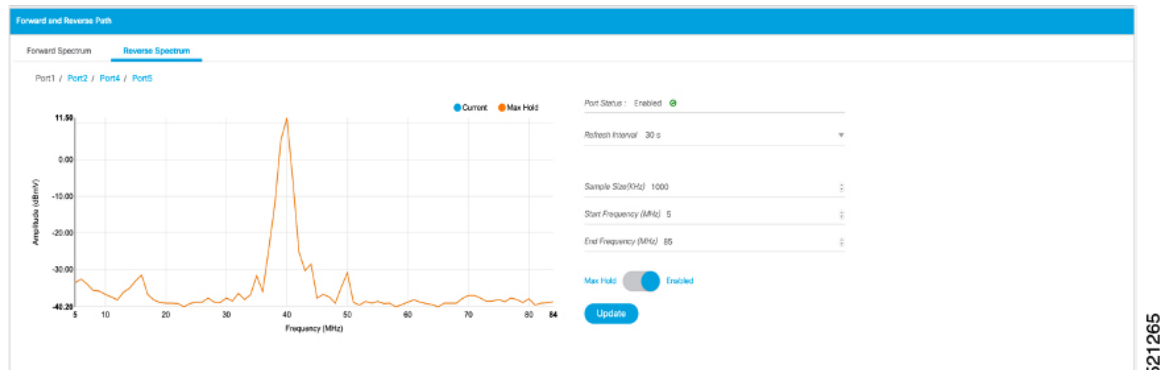 Forward and Reverse Path
Forward Spectrum Reverse Spectrum
Port1 / Port2 / Port4 / Port5
Current Max Hold
11.50
0.00
-10.00
-20.00
-30.00
-40.20
Amplitude (dBmV)
5 10 20 30 40 50 60 70 80 84
Frequency (MHz)
Port Status : Enabled
Refresh Interval 30 s
Sample Size(KHz) 1000
Start Frequency (MHz) 5
End Frequency (MHz) 85
Max Hold Enabled
Update
521265